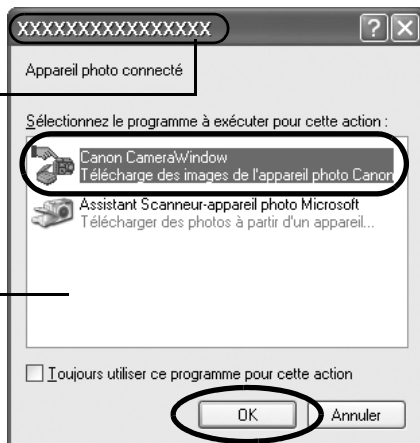 XXXXXXXXXXXXXXXX
Appareil photo connecté
Sélectionnez le programme à exécuter pour cette action :
Canon CameraWindow
Télécharge des images de l'appareil photo Canon
Assistant Scanneur-appareil photo Microsoft
Télécharger des photos à partir d'un appareil...
Toujours utiliser ce programme pour cette action
OK
Annuler